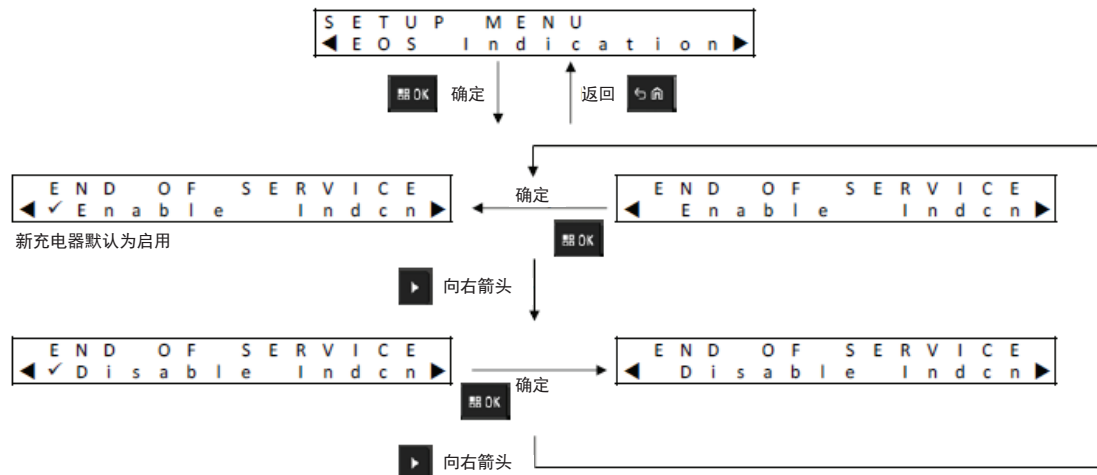 SETUP MENU
◀EOS Indication▶
OK 确定 返回
END OF SERVICE 确定 END OF SERVICE
◀✓Enable Indcn▶ ◀ Enable Indcn▶
新充电器默认为启用
OK
向右箭头
END OF SERVICE END OF SERVICE
◀✓Disable Indcn▶ ◀ Disable Indcn▶
确定
OK
向右箭头